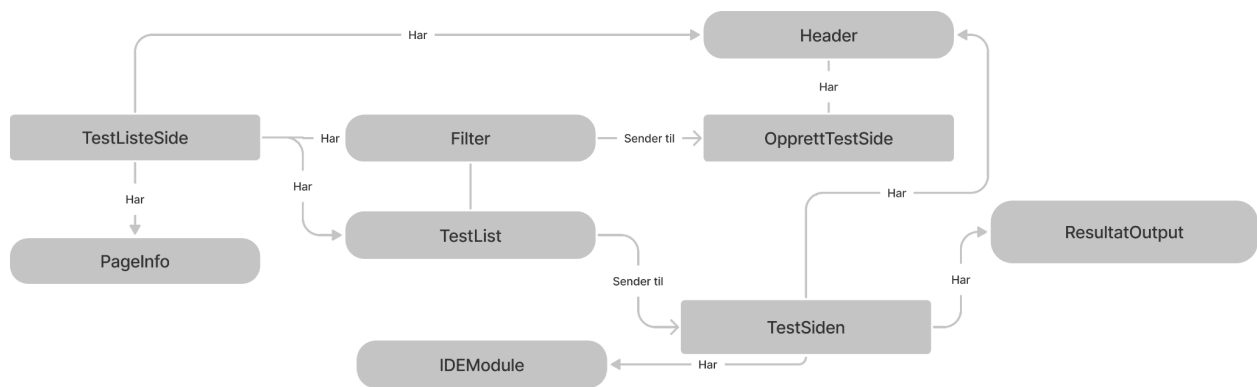 Har
Header
Har
TestListeSide
Har
Filter
Sender til
OpprettTestSide
Har
Har
Har
PageInfo
TestList
ResultatOutput
Sender til
Har
TestSiden
IDEModule
Har